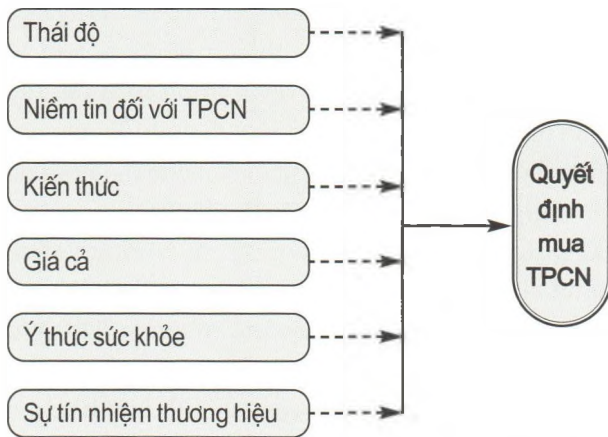 Thái độ
Niềm tin đối với TPCN
Kiến thức
Giá cả
Ý thức sức khỏe
Sự tín nhiệm thương hiệu
Quyết
định
mua
TPCN